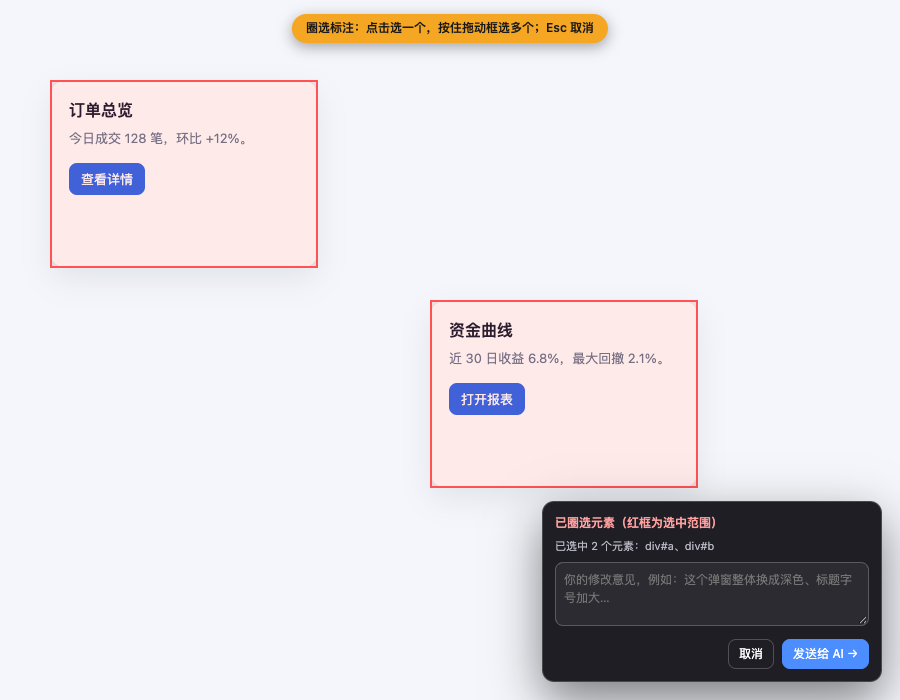 圈选标注：点击选一个，按住拖动框选多个；Esc 取消
订单总览
今日成交 128 笔，环比 +12%。
查看详情
资金曲线
近 30 日收益 6.8%，最大回撤 2.1%。
打开报表
已圈选元素（红框为选中范围）
已选中 2 个元素：div#a、div#b
你的修改意见，例如：这个弹窗整体换成深色、标题字
号加大...
取消
发送给 AI →